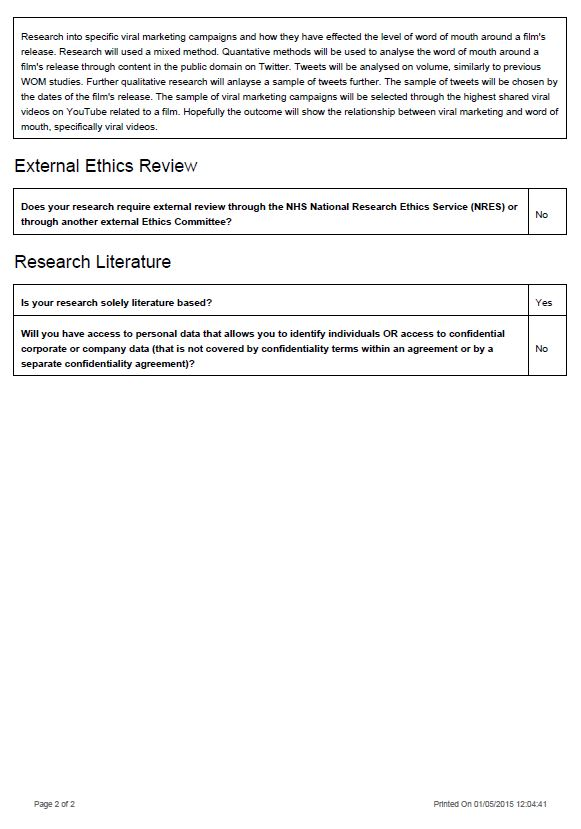 Research into specific viral marketing campaigns and how they have effected the level of word of mouth around a film's
release. Research will used a mixed method. Quantative methods will be used to analyse the word of mouth around a
film's release through content in the public domain on Twitter. Tweets will be analysed on volume, similarly to previous
WOM studies. Further qualitative research will anlayse a sample of tweets further. The sample of tweets will be chosen by
the dates of the film's release. The sample of viral marketing campaigns will be selected through the highest shared viral
videos on YouTube related to a film. Hopefully the outcome will show the relationship between viral marketing and word of
mouth, specifically viral videos.
External Ethics Review
Does your research require external review through the NHS National Research Ethics Service (NRES) or
through another external Ethics Committee?
No
Research Literature
Is your research solely literature based?
Yes
Will you have access to personal data that allows you to identify individuals OR access to confidential
corporate or company data (that is not covered by confidentiality terms within an agreement or by a
separate confidentiality agreement)?
No
Page 2 of 2
Printed On 01/05/2015 12:04:41